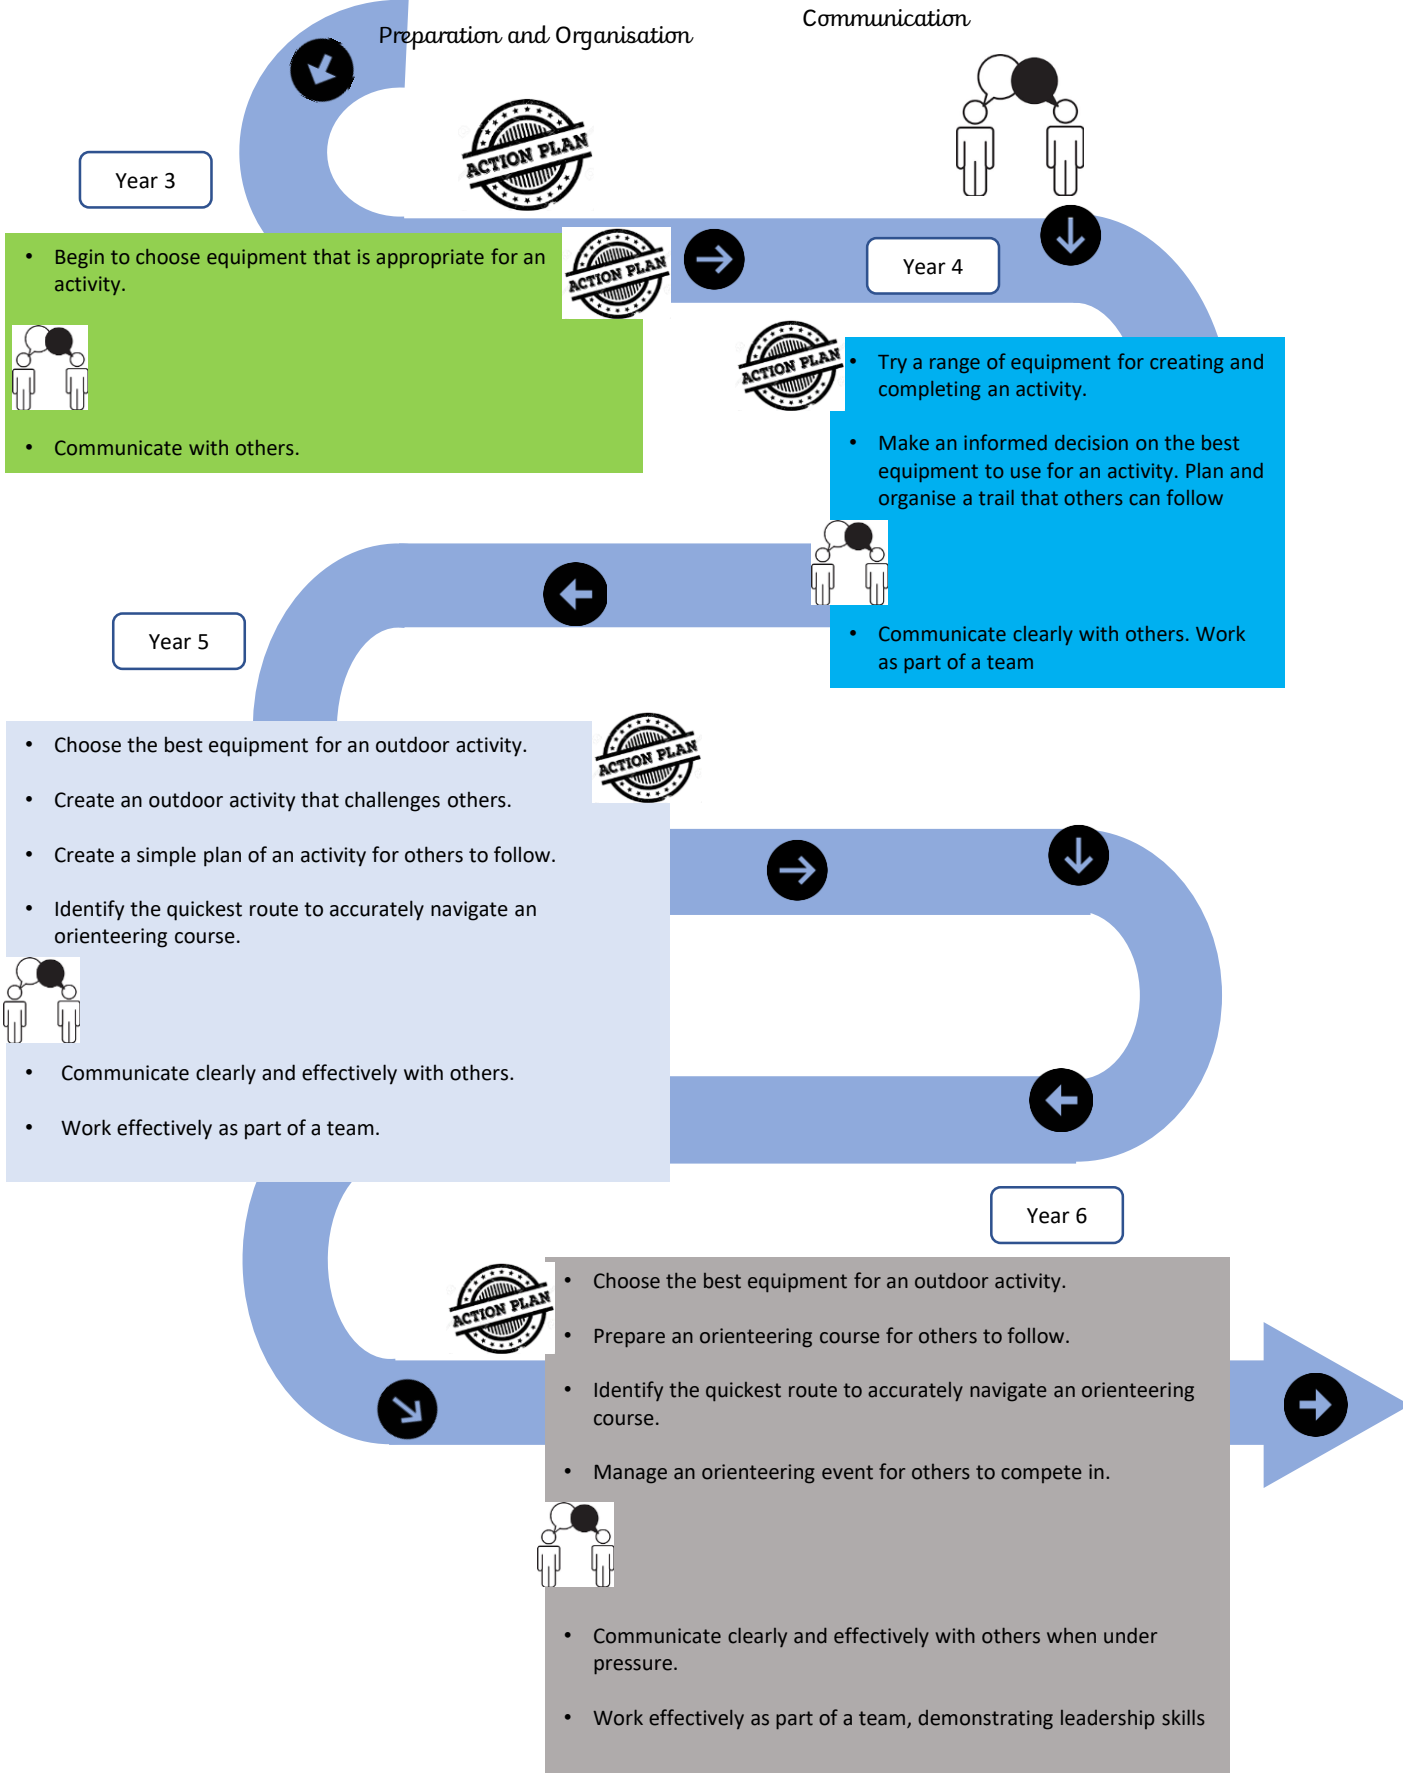 Preparation and Organisation
Communication
ACTION PLAN
Year 3
• Begin to choose equipment that is appropriate for an
activity.
ACTION PLAN
• Communicate with others.
Year 4
ACTION PLAN
• Try a range of equipment for creating and
completing an activity.
• Make an informed decision on the best
equipment to use for an activity. Plan and
organise a trail that others can follow
• Communicate clearly with others. Work
as part of a team
Year 5
• Choose the best equipment for an outdoor activity.
ACTION PLAN
• Create an outdoor activity that challenges others.
• Create a simple plan of an activity for others to follow.
• Identify the quickest route to accurately navigate an
orienteering course.
• Communicate clearly and effectively with others.
• Work effectively as part of a team.
Year 6
ACTION PLAN
• Choose the best equipment for an outdoor activity.
• Prepare an orienteering course for others to follow.
• Identify the quickest route to accurately navigate an orienteering
course.
• Manage an orienteering event for others to compete in.
• Communicate clearly and effectively with others when under
pressure.
• Work effectively as part of a team, demonstrating leadership skills